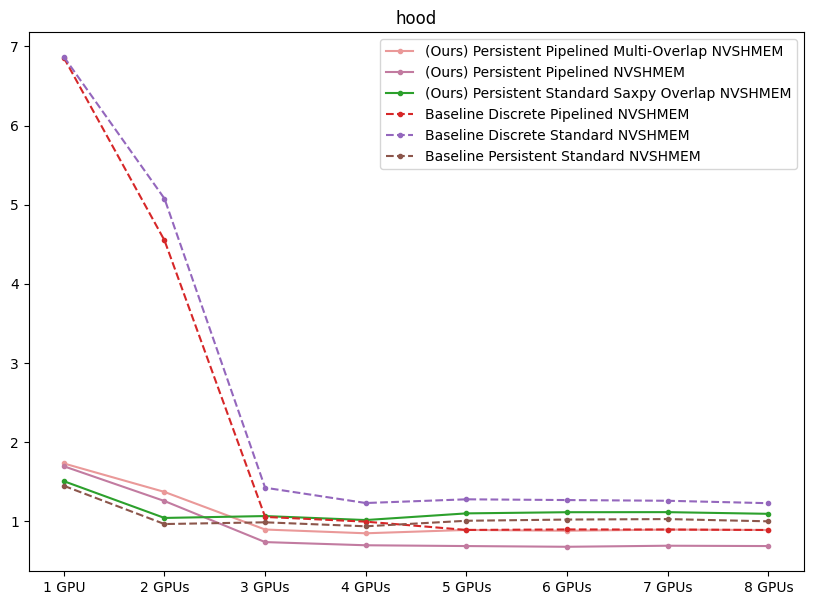 hood
7
6
5
4
3
2
1
(Ours) Persistent Pipelined Multi-Overlap NVSHMEM
(Ours) Persistent Pipelined NVSHMEM
(Ours) Persistent Standard Saxpy Overlap NVSHMEM
Baseline Discrete Pipelined NVSHMEM
Baseline Discrete Standard NVSHMEM
Baseline Persistent Standard NVSHMEM
1 GPU 2 GPUs 3 GPUs 4 GPUs 5 GPUs 6 GPUs 7 GPUs 8 GPUs